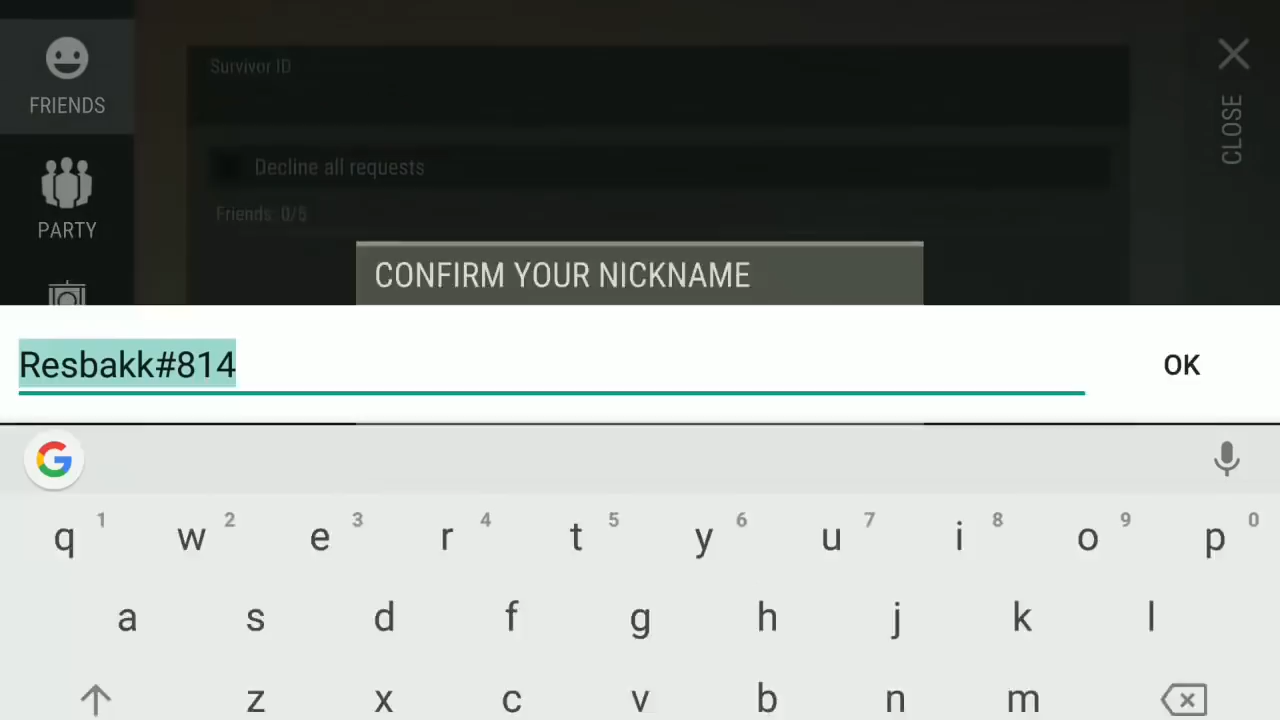 FRIENDS
PARTY
Survivor ID
Decline all requests
Friends: 0/5
CLOSE
CONFIRM YOUR NICKNAME
Resbakk#814
OK
G
q 1 w 2 e 3 r 4 t 5 y 6 u 7 i 8 o 9 p 0
a s d f g h j k l
z x c v b n m